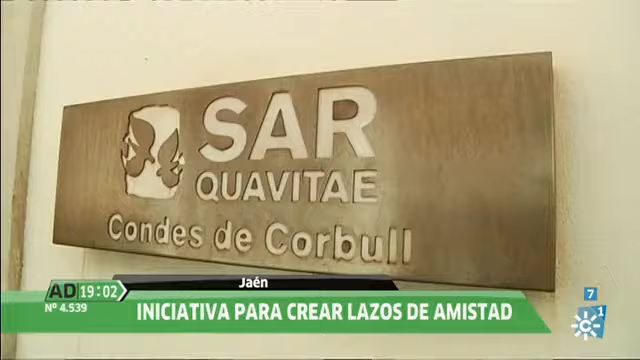 SAR
QUAVITAE
Condes de Corbull
Jaén
AD 19:02
Nº 4.539
INICIATIVA PARA CREAR LAZOS DE AMISTAD
7
1